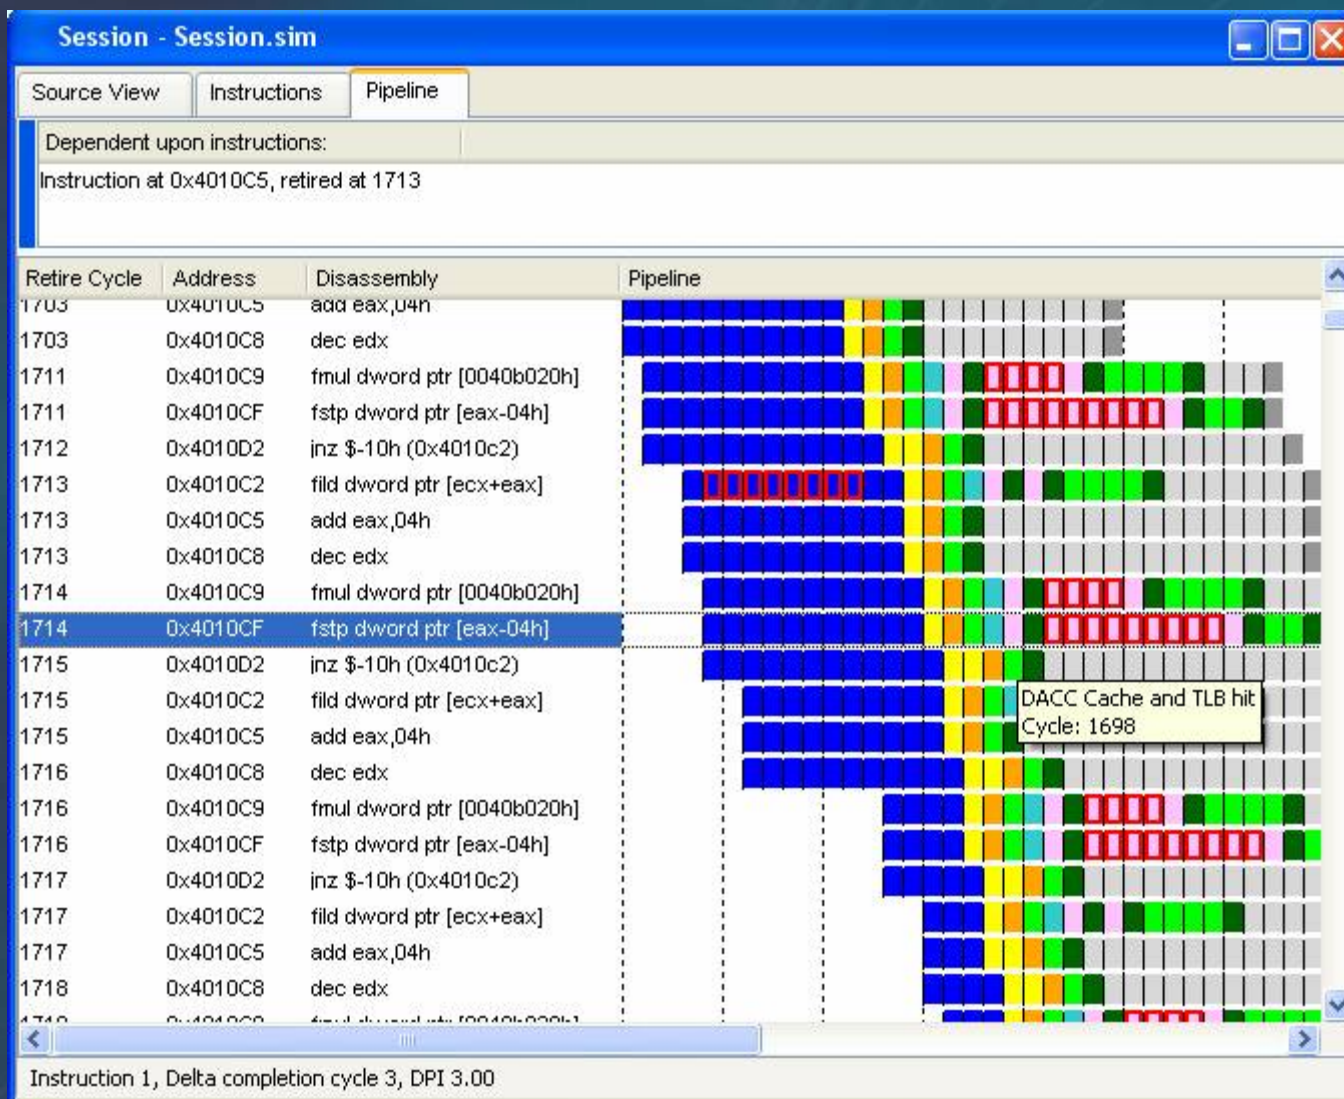 Session - Session.sim
Source View Instructions Pipeline
Dependent upon instructions:
Instruction at 0x4010C5, retired at 1713
Retire Cycle Address Disassembly Pipeline
1703 0x4010C5 add eax,04h
1703 0x4010C8 dec edx
1711 0x4010C9 fmul dword ptr [0040b020h]
1711 0x4010CF fstp dword ptr [eax-04h]
1712 0x4010D2 jnz $-10h (0x4010c2)
1713 0x4010C2 fild dword ptr [ecx+eax]
1713 0x4010C5 add eax,04h
1713 0x4010C8 dec edx
1714 0x4010C9 fmul dword ptr [0040b020h]
1714 0x4010CF fstp dword ptr [eax-04h]
1715 0x4010D2 jnz $-10h (0x4010c2)
1715 0x4010C2 fild dword ptr [ecx+eax]
DACC Cache and TLB hit
Cycle: 1698
1715 0x4010C5 add eax,04h
1716 0x4010C8 dec edx
1716 0x4010C9 fmul dword ptr [0040b020h]
1716 0x4010CF fstp dword ptr [eax-04h]
1717 0x4010D2 jnz $-10h (0x4010c2)
1717 0x4010C2 fild dword ptr [ecx+eax]
1717 0x4010C5 add eax,04h
1718 0x4010C8 dec edx
Instruction 1, Delta completion cycle 3, DPI 3.00